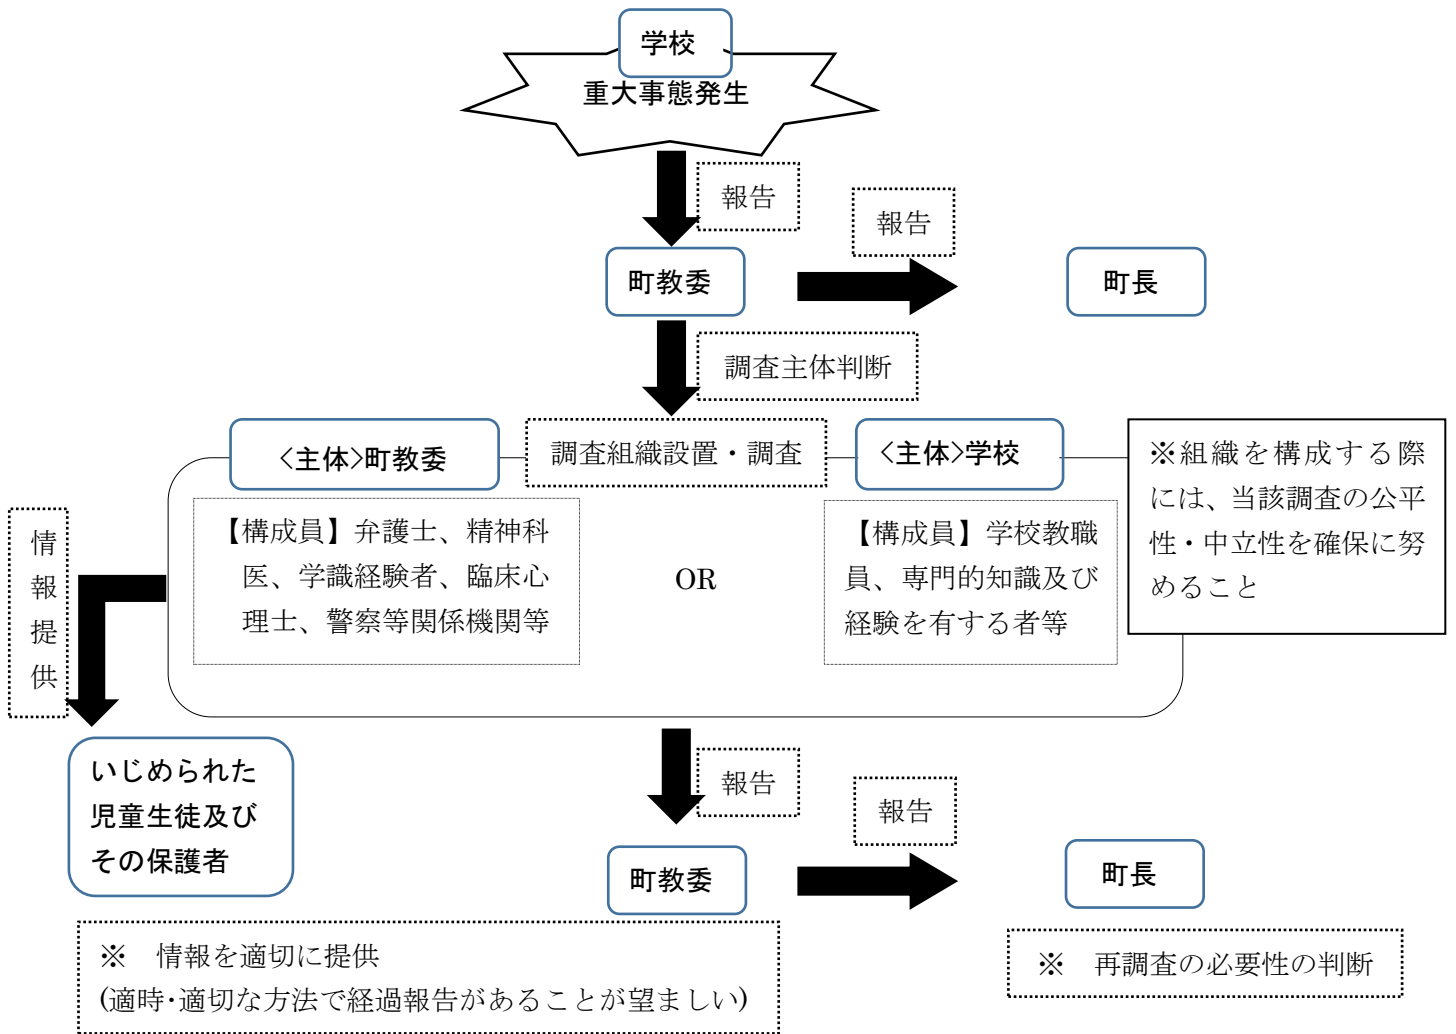 学校
重大事態発生
報告
報告
町教委
町長
調査主体判断
<主体>町教委
調査組織設置・調査
<主体>学校
※組織を構成する際
には、当該調査の公平
性・中立性を確保に努
めること
【構成員】弁護士、精神科
医、学識経験者、臨床心
理士、警察等関係機関等
OR
【構成員】学校教職
員、専門的知識及び
経験を有する者等
情報提供
いじめられた
児童生徒及び
その保護者
報告
報告
町教委
町長
※　情報を適切に提供
(適時・適切な方法で経過報告があることが望ましい)
※　再調査の必要性の判断